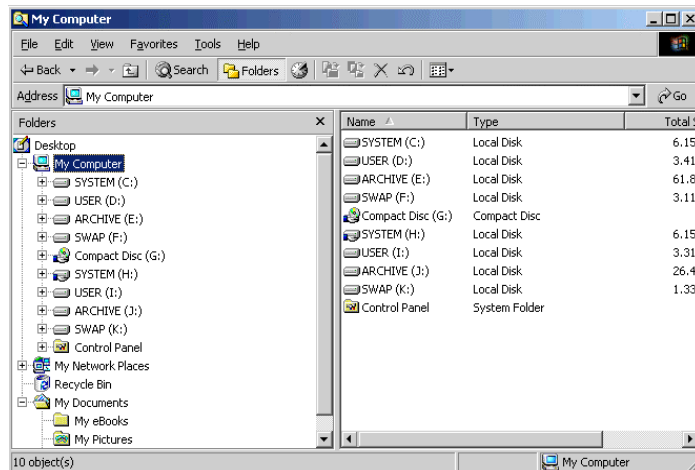 My Computer
File Edit View Favorites Tools Help
Back Search Folders
Address My Computer Go
Folders
Desktop
My Computer
SYSTEM (C:)
USER (D:)
ARCHIVE (E:)
SWAP (F:)
Compact Disc (G:)
SYSTEM (H:)
USER (I:)
ARCHIVE (J:)
SWAP (K:)
Control Panel
My Network Places
Recycle Bin
My Documents
My eBooks
My Pictures
Name Type Total
SYSTEM (C:) Local Disk 6.15
USER (D:) Local Disk 3.41
ARCHIVE (E:) Local Disk 61.8
SWAP (F:) Local Disk 3.11
Compact Disc (G:) Compact Disc
SYSTEM (H:) Local Disk 6.15
USER (I:) Local Disk 3.31
ARCHIVE (J:) Local Disk 26.4
SWAP (K:) Local Disk 1.33
Control Panel System Folder
10 object(s) My Computer